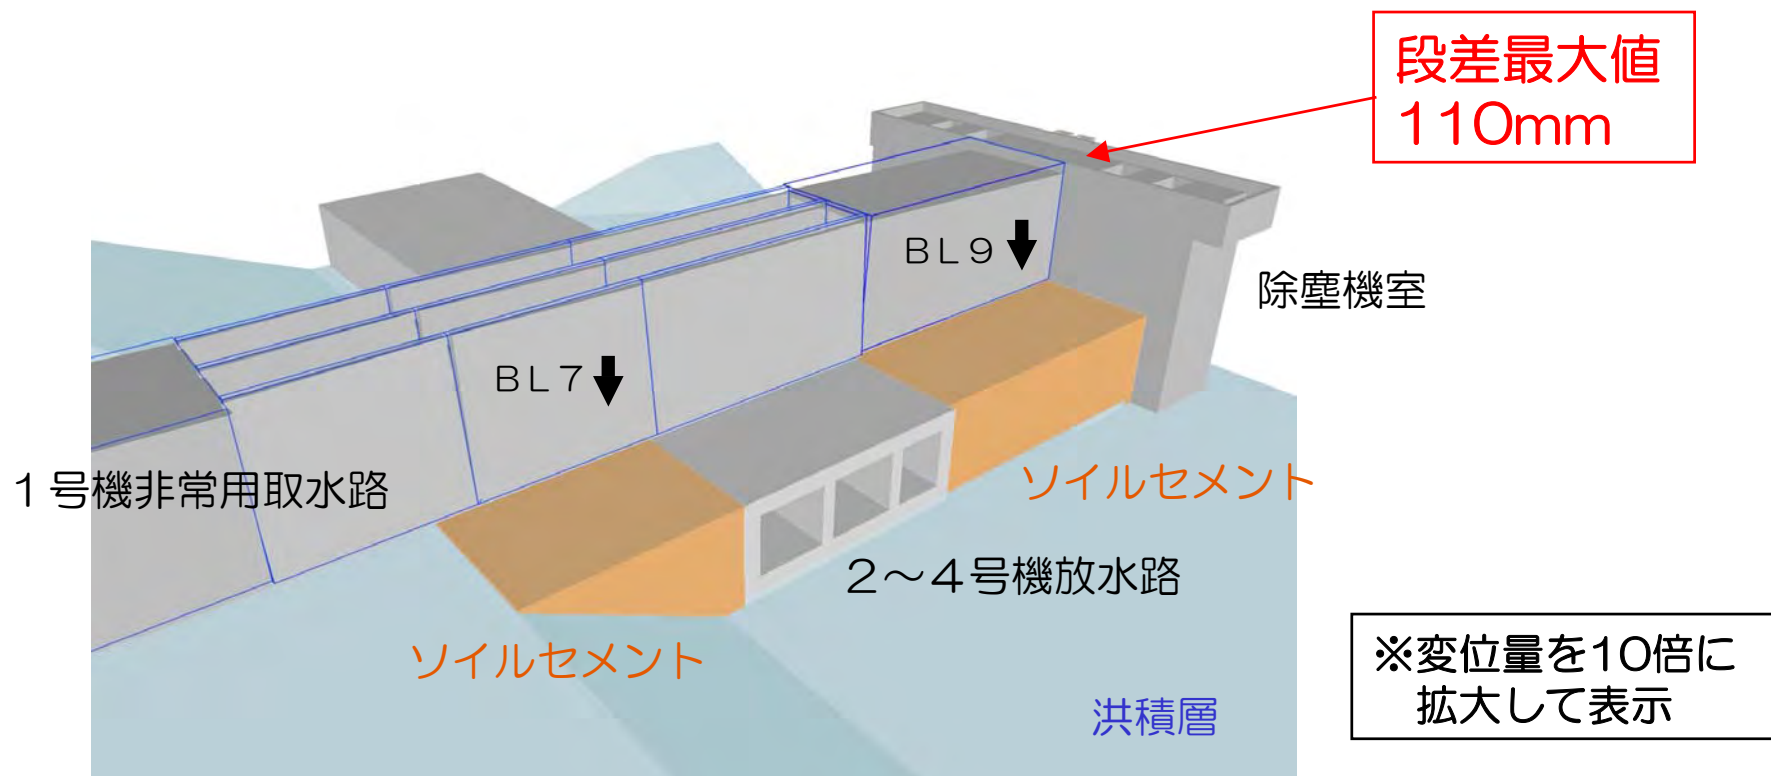 段差最大値
110mm
BL9
除塵機室
BL7
1号機非常用取水路
ソイルセメント
2～4号機放水路
ソイルセメント
洪積層
※変位量を10倍に
拡大して表示